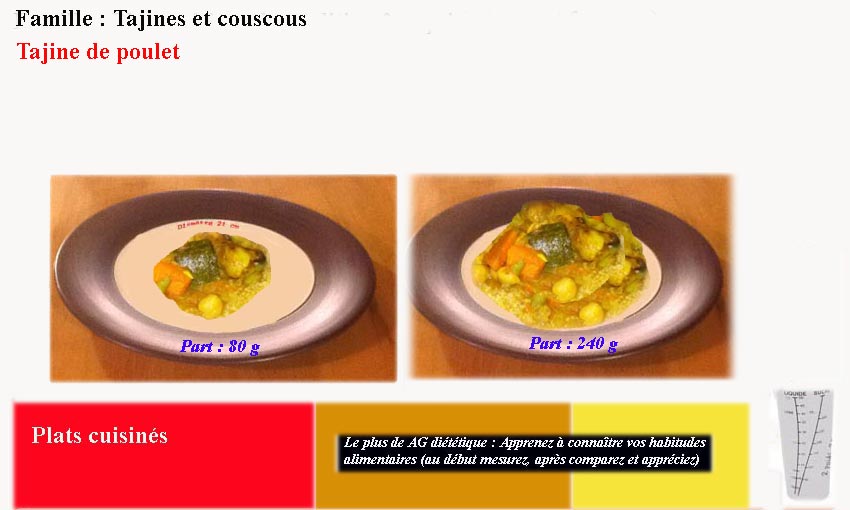 Famille : Tajines et couscous
Tajine de poulet
Diamètre 21 cm
Part : 80 g
Part : 240 g
Plats cuisinés
Le plus de AG diététique : Apprenez à connaître vos habitudes
alimentaires (au début mesurez, après comparez et appréciez)
LIQUIDE